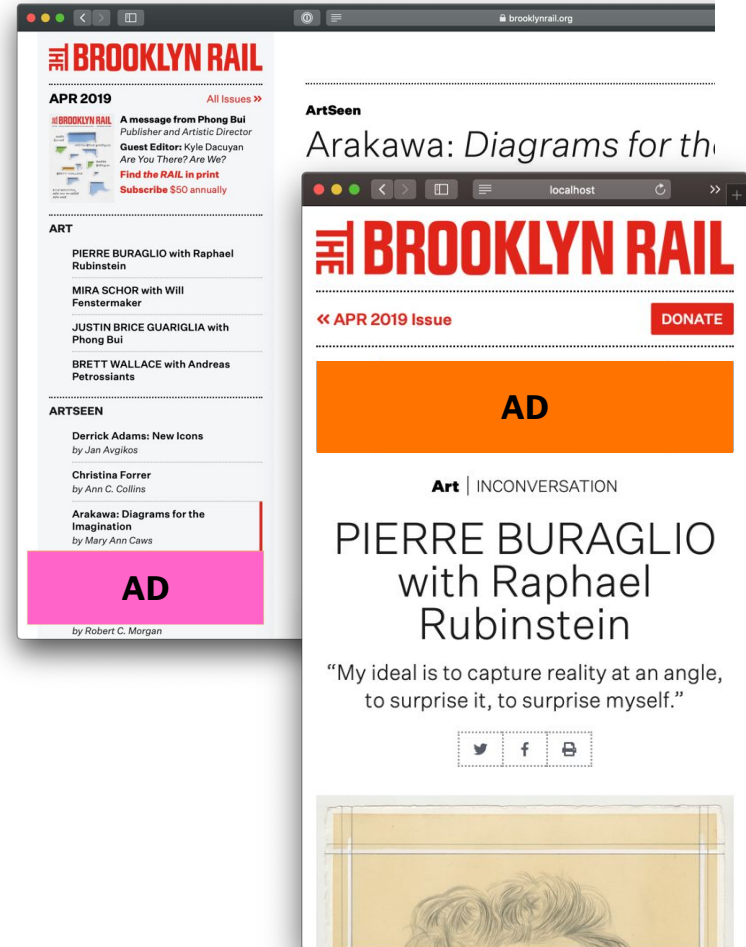 brooklynrail.org
THE BROOKLYN RAIL
APR 2019
All Issues »
THE BROOKLYN RAIL
A message from Phong Bui
Publisher and Artistic Director
Guest Editor: Kyle Dacuyan
Are You There? Are We?
Find the RAIL in print
Subscribe $50 annually
ART
PIERRE BURAGLIO with Raphael
Rubinstein
MIRA SCHOR with Will
Fenstermaker
JUSTIN BRICE GUARIGLIA with
Phong Bui
BRETT WALLACE with Andreas
Petrossiants
ARTSEEN
Derrick Adams: New Icons
by Jan Avgikos
Christina Forrer
by Ann C. Collins
Arakawa: Diagrams for the
Imagination
by Mary Ann Caws
AD
by Robert C. Morgan
ArtSeen
Arakawa: Diagrams for the
localhost
THE BROOKLYN RAIL
« APR 2019 Issue
DONATE
AD
Art | INCONVERSATION
PIERRE BURAGLIO
with Raphael
Rubinstein
“My ideal is to capture reality at an angle,
to surprise it, to surprise myself.”